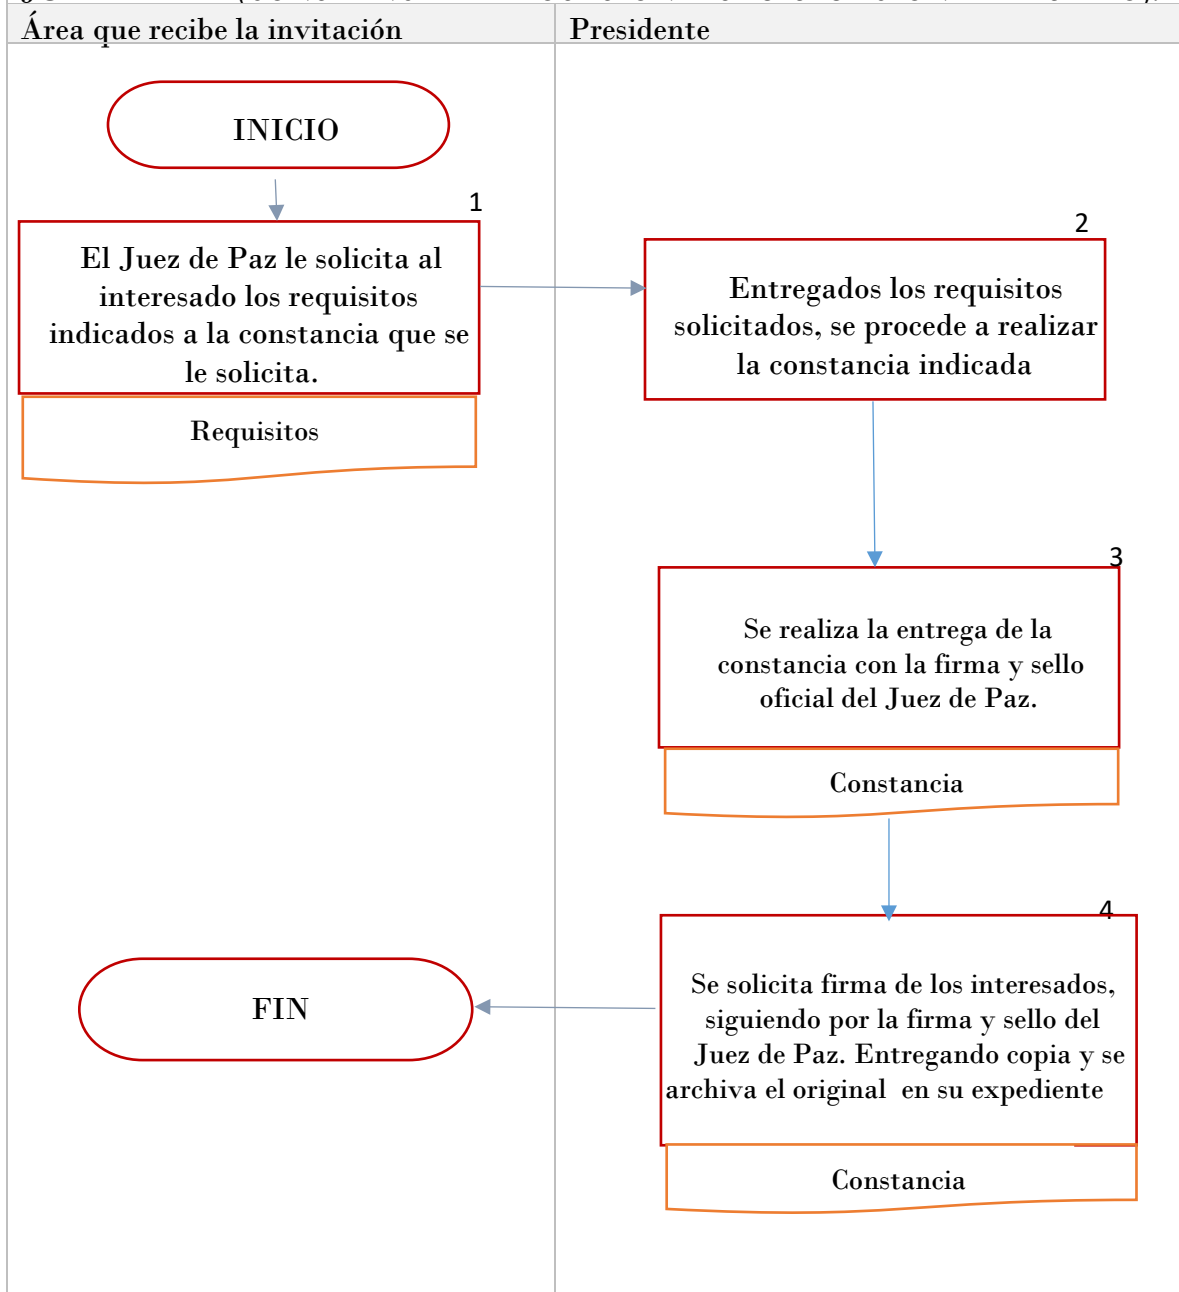 Área que recibe la invitación
Presidente
INICIO
1
El Juez de Paz le solicita al
interesado los requisitos
indicados a la constancia que se
le solicita.
Requisitos
2
Entregados los requisitos
solicitados, se procede a realizar
la constancia indicada
3
Se realiza la entrega de la
constancia con la firma y sello
oficial del Juez de Paz.
Constancia
4
Se solicita firma de los interesados,
siguiendo por la firma y sello del
Juez de Paz. Entregando copia y se
archiva el original en su expediente
Constancia
FIN